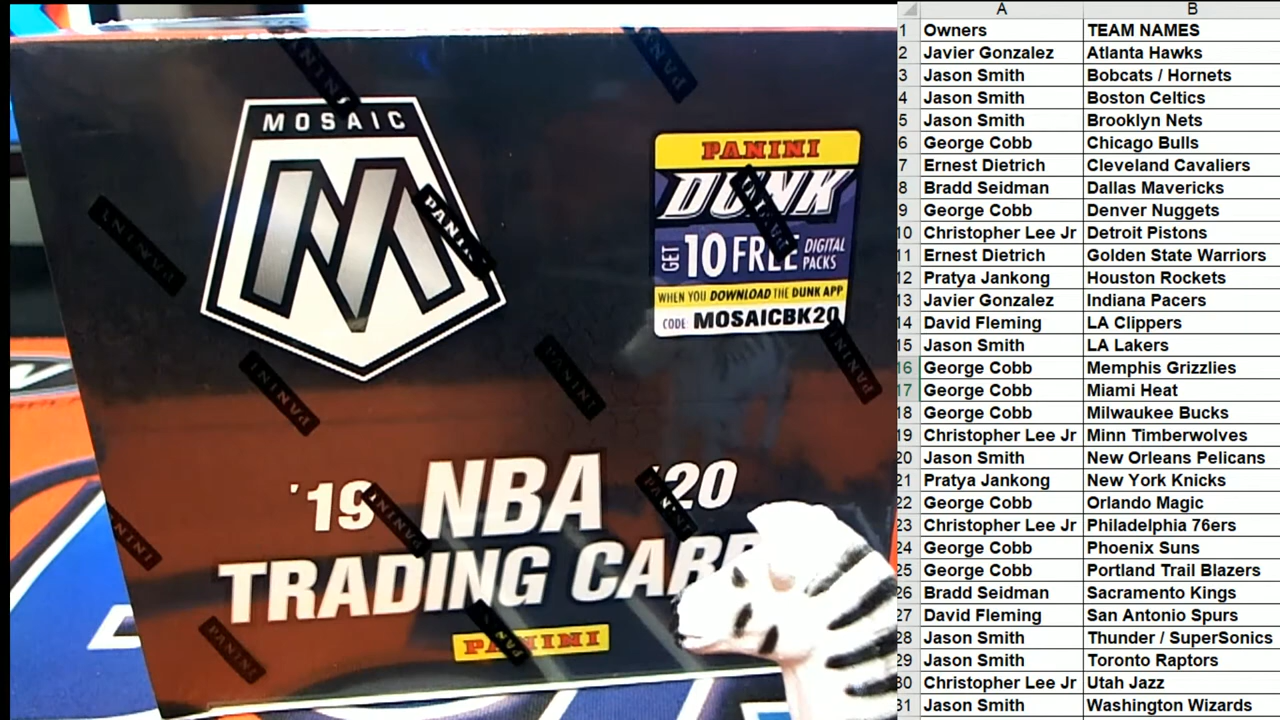 MOSAIC
M
PANINI
DUNK
GET 10 FREE DIGITAL PACKS
WHEN YOU DOWNLOAD THE DUNK APP
CODE: MOSAICBK20
'19 NBA '20
TRADING CAR
PANINI
PANINI
PANINI
PANINI
PANINI
PANINI
PANINI
A B
1 Owners TEAM NAMES
2 Javier Gonzalez Atlanta Hawks
3 Jason Smith Bobcats / Hornets
4 Jason Smith Boston Celtics
5 Jason Smith Brooklyn Nets
6 George Cobb Chicago Bulls
7 Ernest Dietrich Cleveland Cavaliers
8 Bradd Seidman Dallas Mavericks
9 George Cobb Denver Nuggets
10 Christopher Lee Jr Detroit Pistons
11 Ernest Dietrich Golden State Warriors
12 Pratya Jankong Houston Rockets
13 Javier Gonzalez Indiana Pacers
14 David Fleming LA Clippers
15 Jason Smith LA Lakers
16 George Cobb Memphis Grizzlies
17 George Cobb Miami Heat
18 George Cobb Milwaukee Bucks
19 Christopher Lee Jr Minn Timberwolves
20 Jason Smith New Orleans Pelicans
21 Pratya Jankong New York Knicks
22 George Cobb Orlando Magic
23 Christopher Lee Jr Philadelphia 76ers
24 George Cobb Phoenix Suns
25 George Cobb Portland Trail Blazers
26 Bradd Seidman Sacramento Kings
27 David Fleming San Antonio Spurs
28 Jason Smith Thunder / SuperSonics
29 Jason Smith Toronto Raptors
30 Christopher Lee Jr Utah Jazz
31 Jason Smith Washington Wizards